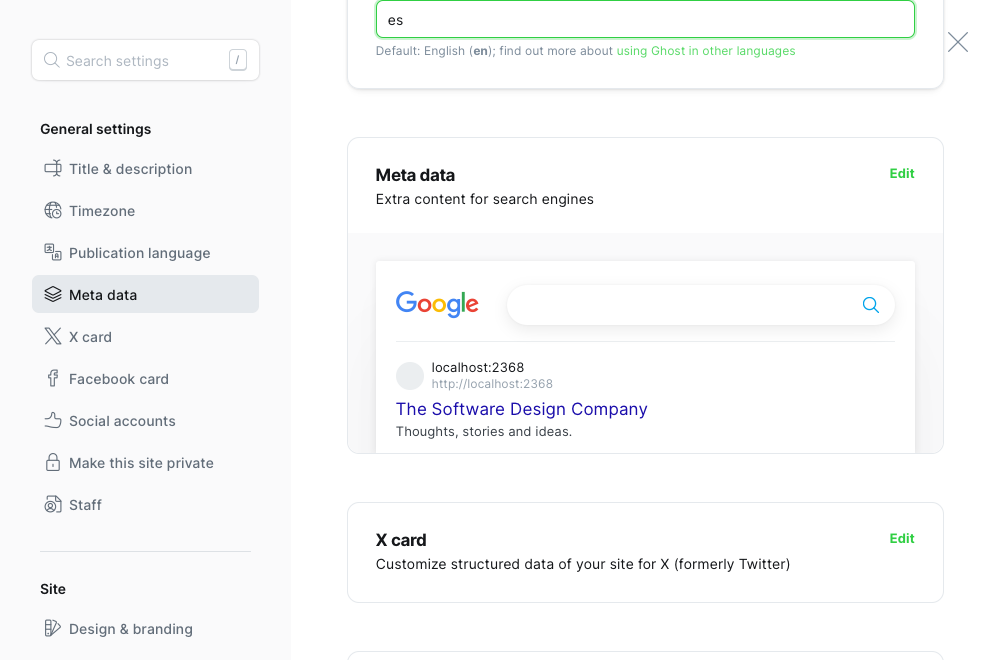 Search settings
/
General settings
Title & description
Timezone
Publication language
Meta data
X card
Facebook card
Social accounts
Make this site private
Staff
Site
Design & branding
es
Default: English (en); find out more about using Ghost in other languages
Meta data
Edit
Extra content for search engines
Google
localhost:2368
http://localhost:2368
The Software Design Company
Thoughts, stories and ideas.
X card
Edit
Customize structured data of your site for X (formerly Twitter)